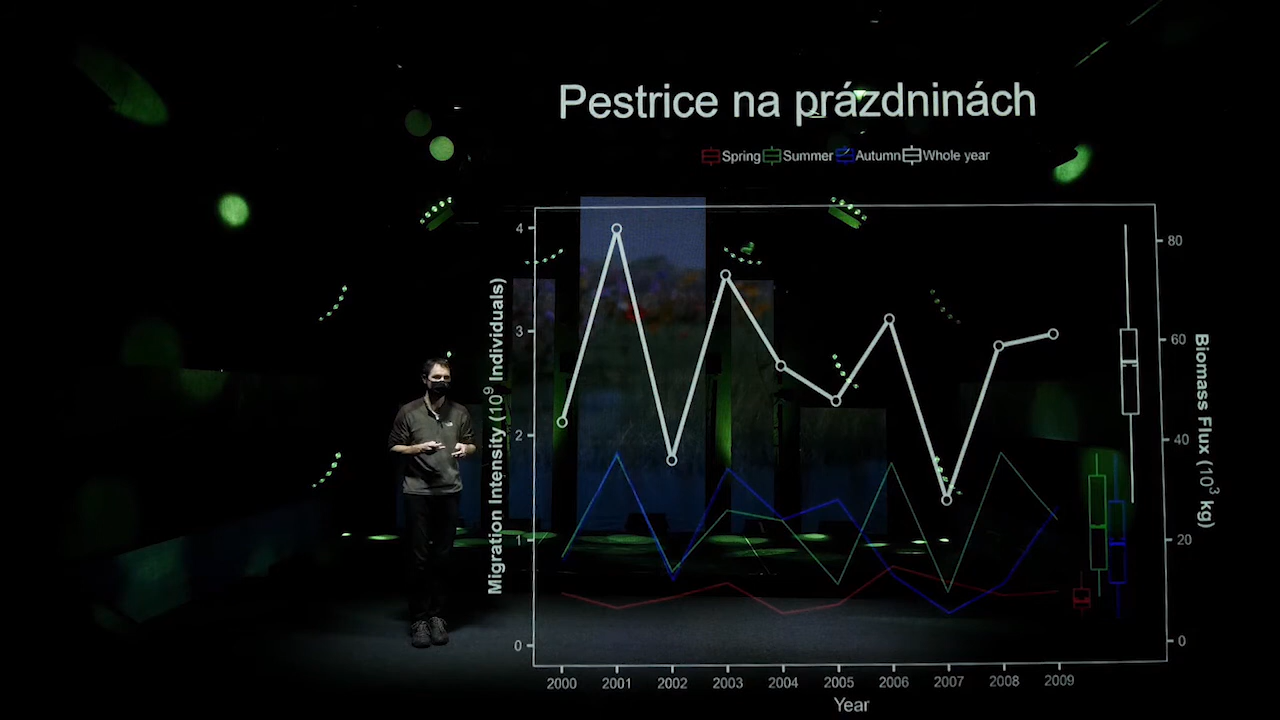 Pestrice na prázdninách
Spring Summer Autumn Whole year
Migration Intensity (10⁹ Individuals)
4
3
2
1
0
80
60
40
20
0
Biomass Flux (10³ kg)
2000 2001 2002 2003 2004 2005 2006 2007 2008 2009
Year